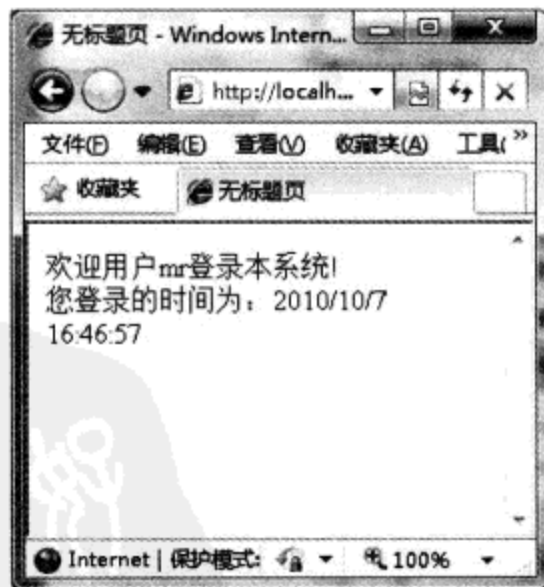 无标题页 - Windows Intern...
http://localh...
文件(F) 编辑(E) 查看(V) 收藏夹(A) 工具(
收藏夹 无标题页
欢迎用户mr登录本系统!
您登录的时间为：2010/10/7
16:46:57
Internet | 保护模式: 100%